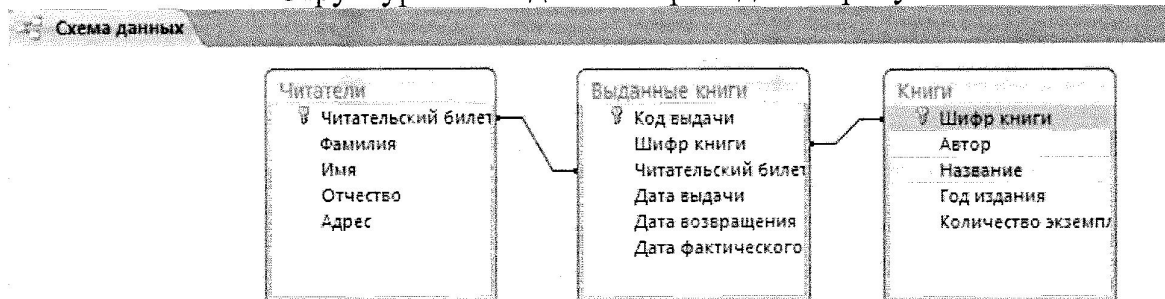 Схема данных
Читатели
Читательский билет
Фамилия
Имя
Отчество
Адрес
Выданные книги
Код выдачи
Шифр книги
Читательский билет
Дата выдачи
Дата возвращения
Дата фактического
Книги
Шифр книги
Автор
Название
Год издания
Количество экземпл